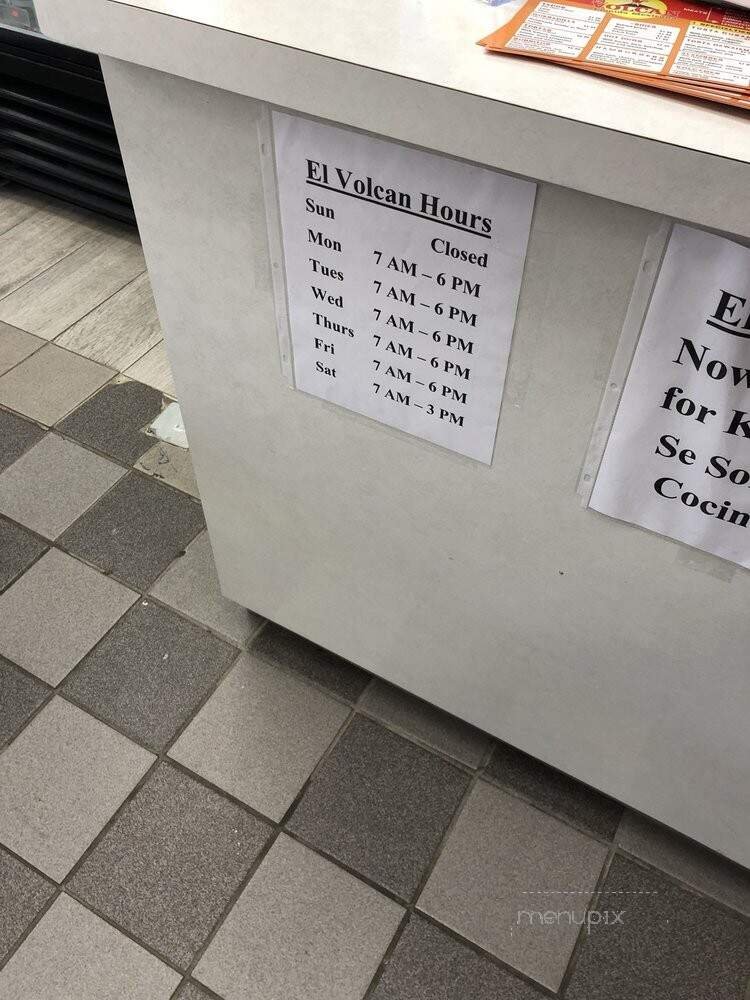 El Volcan Hours
Sun Closed
Mon 7 AM – 6 PM
Tues 7 AM – 6 PM
Wed 7 AM – 6 PM
Thurs 7 AM – 6 PM
Fri 7 AM – 6 PM
Sat 7 AM – 3 PM
El
Now
for K
Se So
Cocin
menupix